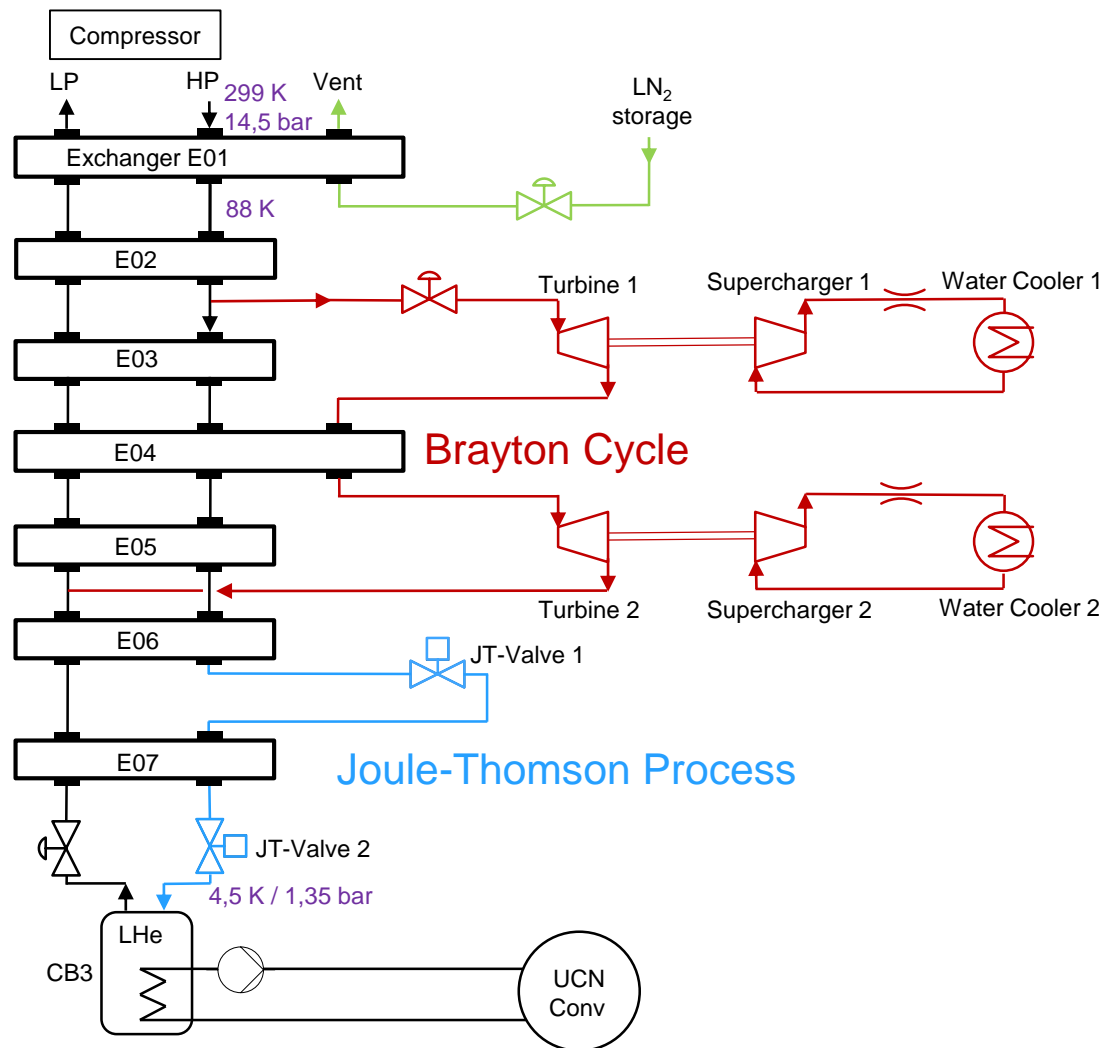 Compressor
LP
HP
Vent
299 K
14,5 bar
LN₂
storage
Exchanger E01
88 K
E02
Turbine 1
Supercharger 1
Water Cooler 1
E03
E04
Brayton Cycle
E05
Turbine 2
Supercharger 2
Water Cooler 2
E06
JT-Valve 1
E07
Joule-Thomson Process
JT-Valve 2
4,5 K / 1,35 bar
LHe
CB3
UCN
Conv